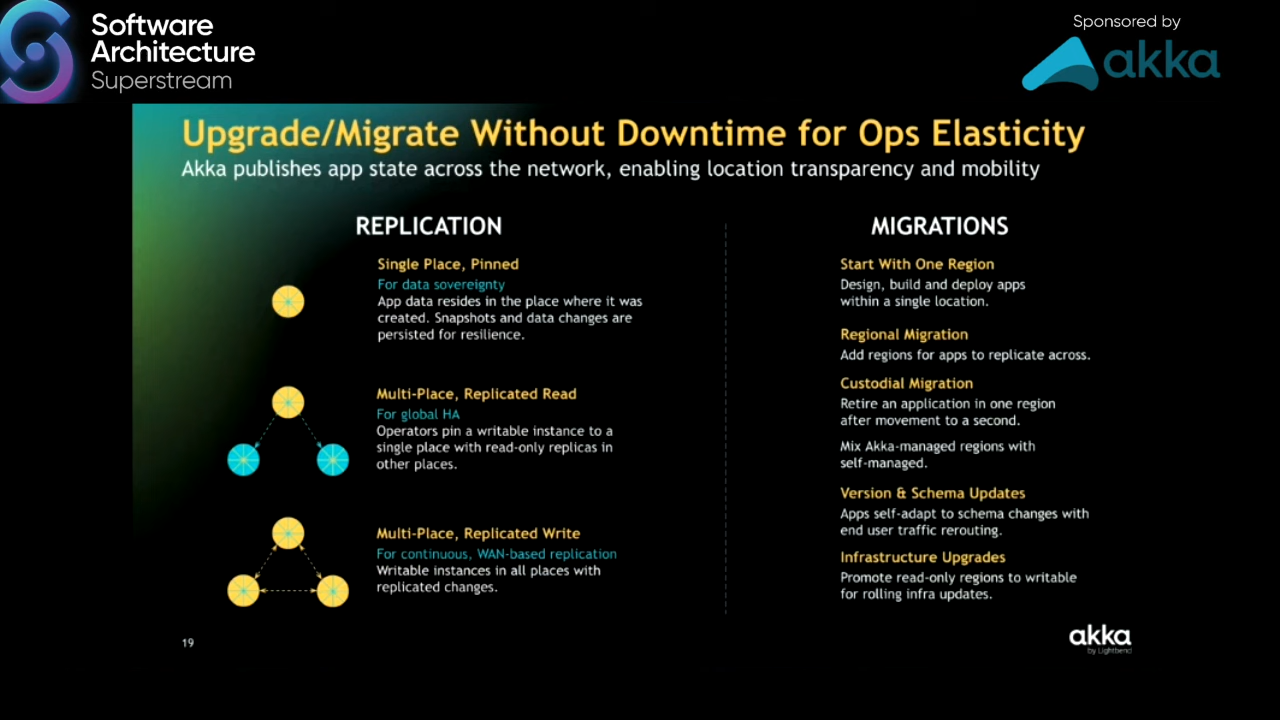 Software
Architecture
Superstream
Sponsored by
akka
Upgrade/Migrate Without Downtime for Ops Elasticity
Akka publishes app state across the network, enabling location transparency and mobility
REPLICATION
Single Place, Pinned
For data sovereignty
App data resides in the place where it was
created. Snapshots and data changes are
persisted for resilience.
Multi-Place, Replicated Read
For global HA
Operators pin a writable instance to a
single place with read-only replicas in
other places.
Multi-Place, Replicated Write
For continuous, WAN-based replication
Writable instances in all places with
replicated changes.
MIGRATIONS
Start With One Region
Design, build and deploy apps
within a single location.
Regional Migration
Add regions for apps to replicate across.
Custodial Migration
Retire an application in one region
after movement to a second.
Mix Akka-managed regions with
self-managed.
Version & Schema Updates
Apps self-adapt to schema changes with
end user traffic rerouting.
Infrastructure Upgrades
Promote read-only regions to writable
for rolling infra updates.
19
akka
by Lightbend